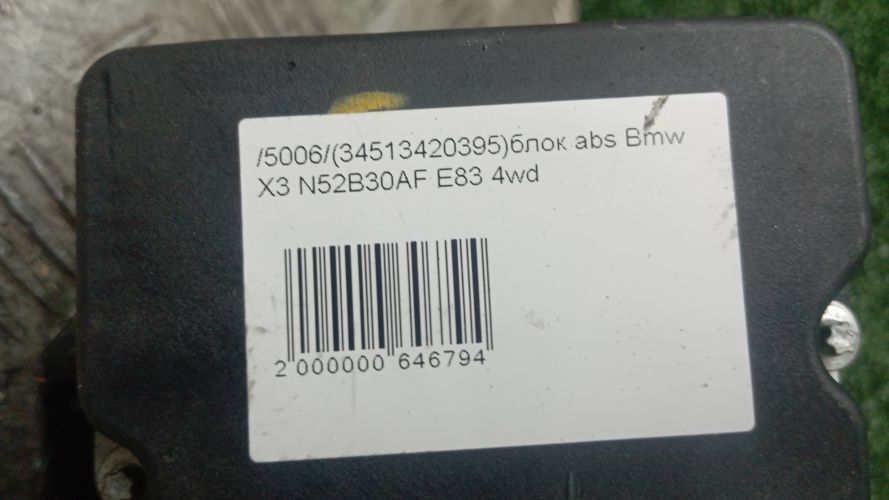 /5006/(34513420395)блок abs Bmw
X3 N52B30AF E83 4wd
2 000000 646794